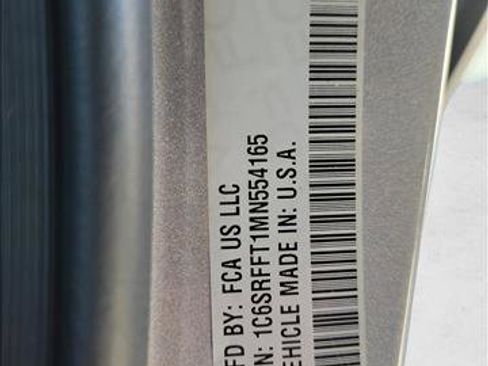 FD BY: FCA US LLC
N: 1C6SRFFT1MN554165
EHICLE MADE IN: U.S.A.